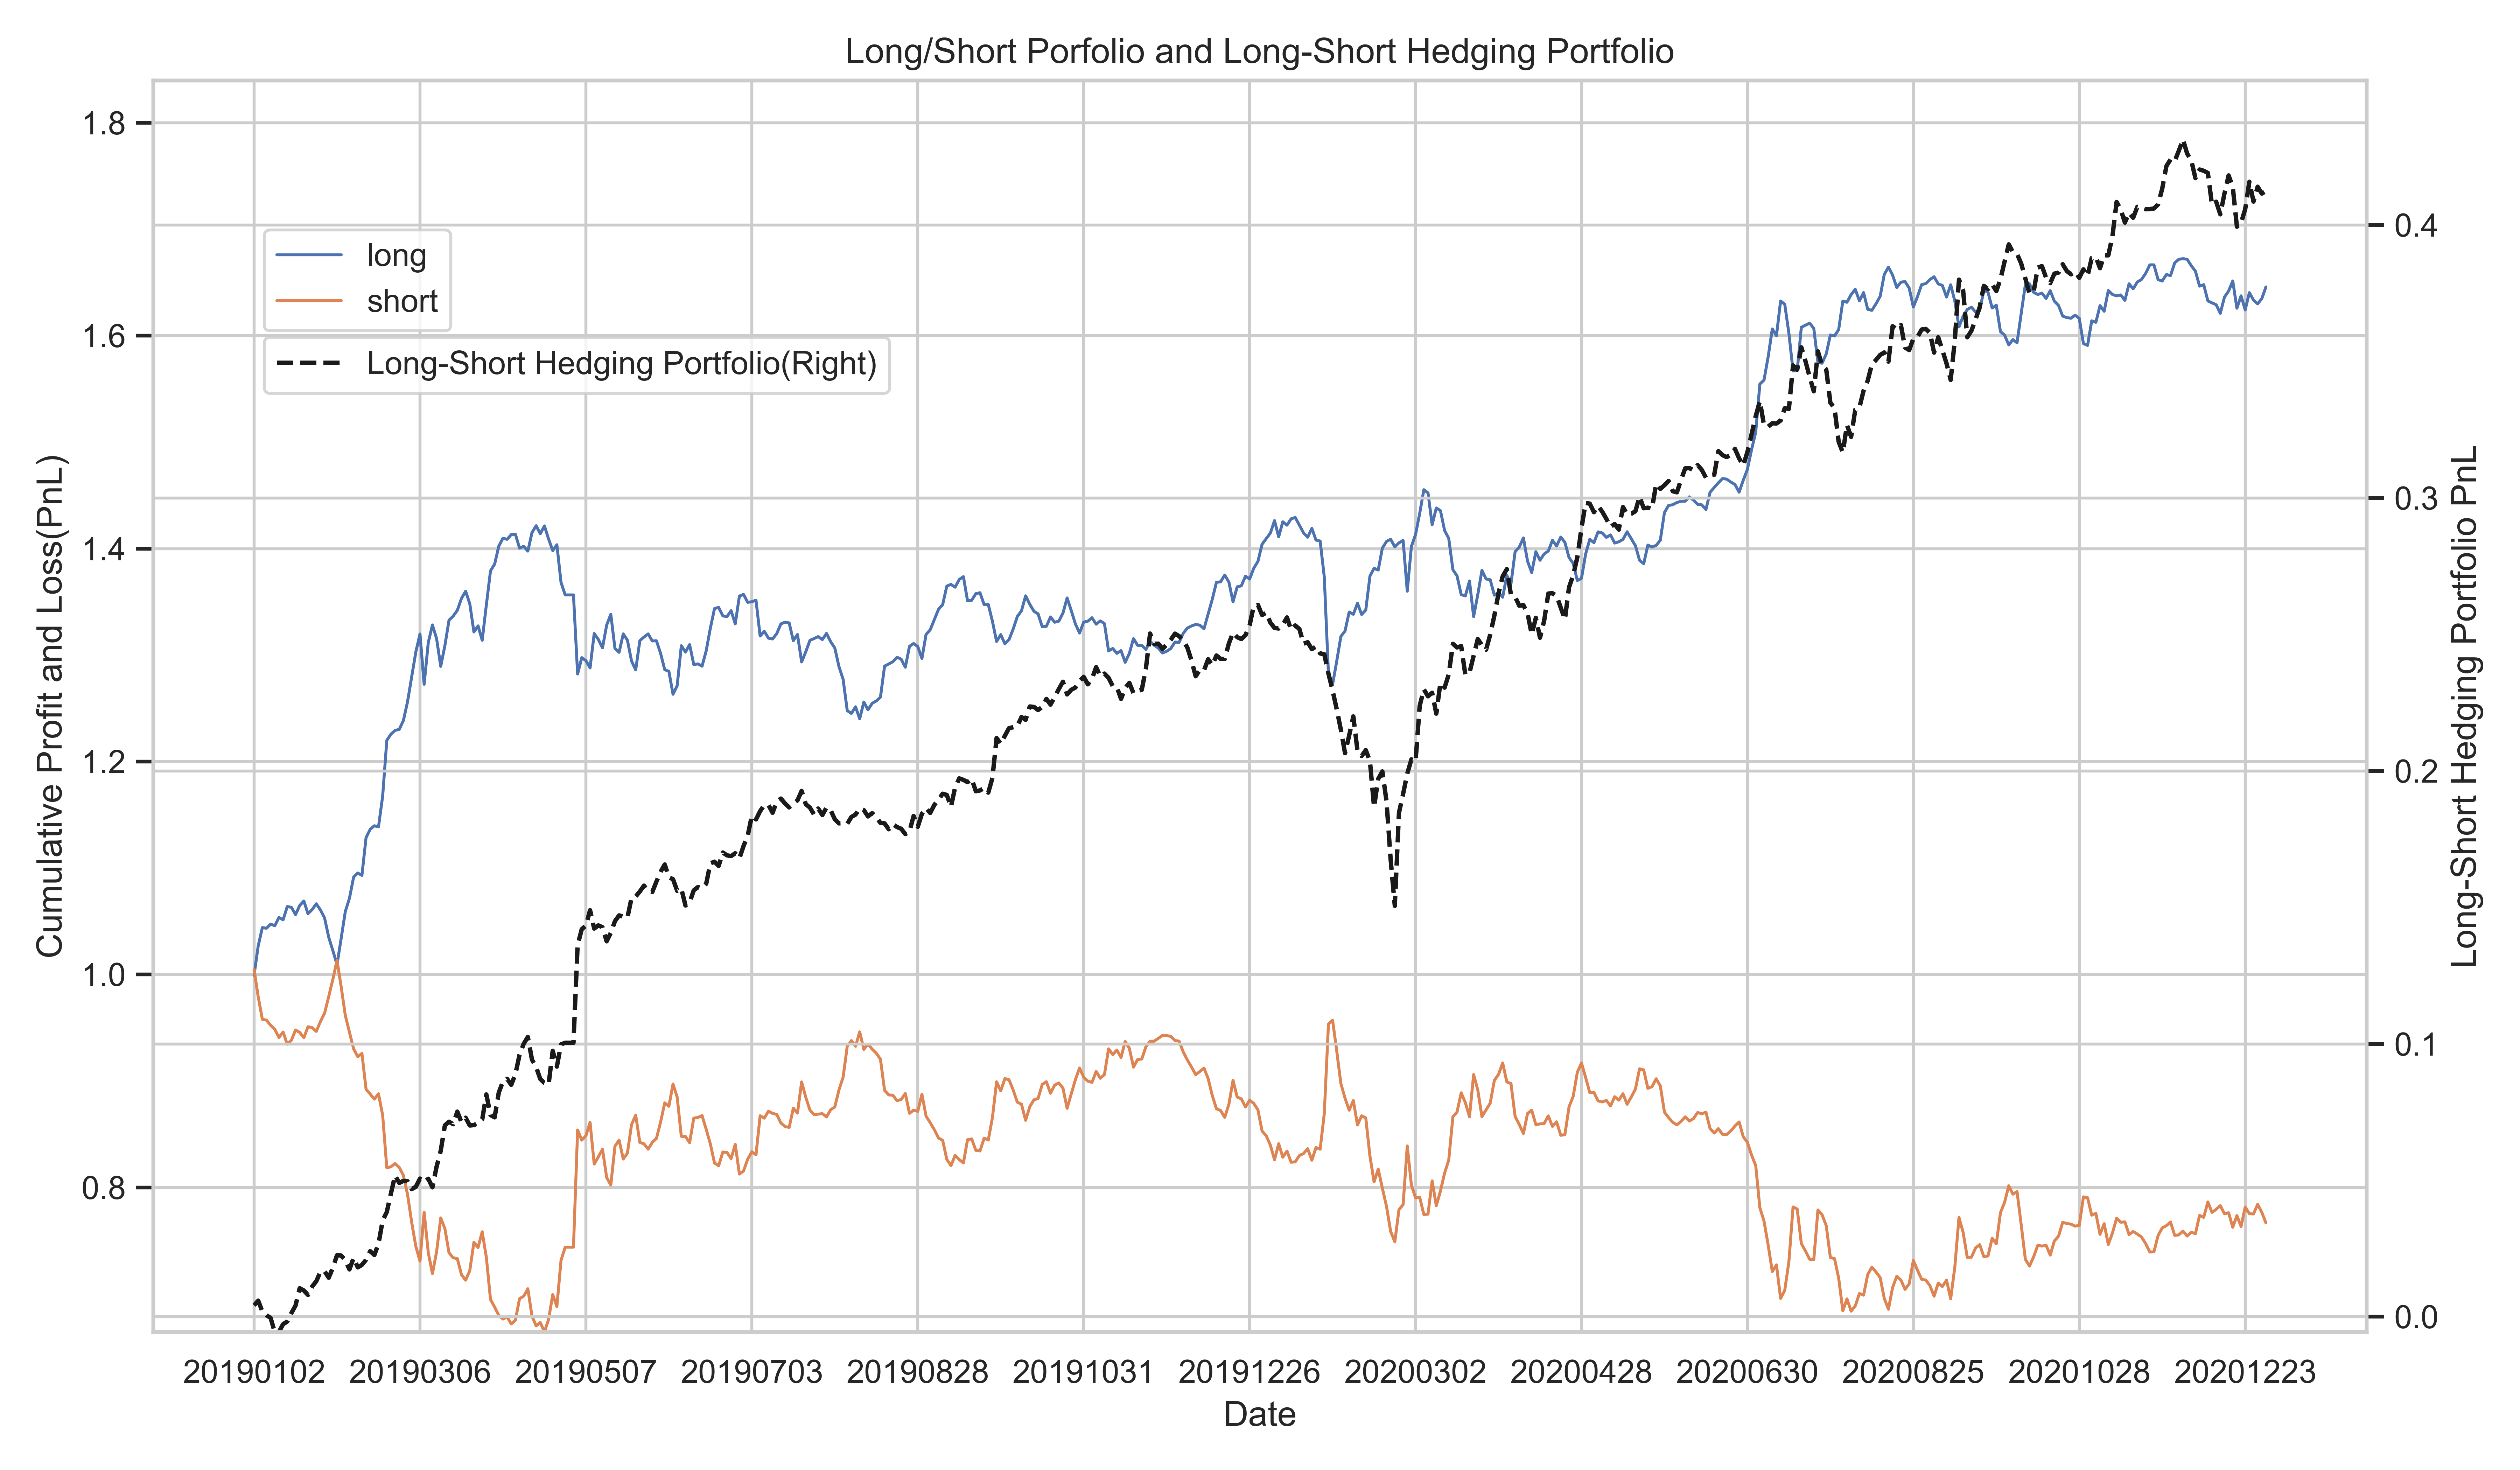 Long/Short Porfolio and Long-Short Hedging Portfolio
1.8
1.6
1.4
1.2
1.0
0.8
Cumulative Profit and Loss(PnL)
long
short
Long-Short Hedging Portfolio(Right)
0.4
0.3
0.2
0.1
0.0
Long-Short Hedging Portfolio PnL
20190102 20190306 20190507 20190703 20190828 20191031 20191226 20200302 20200428 20200630 20200825 20201028 20201223
Date